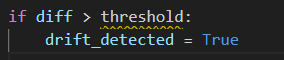 if diff > threshold:
    drift_detected = True